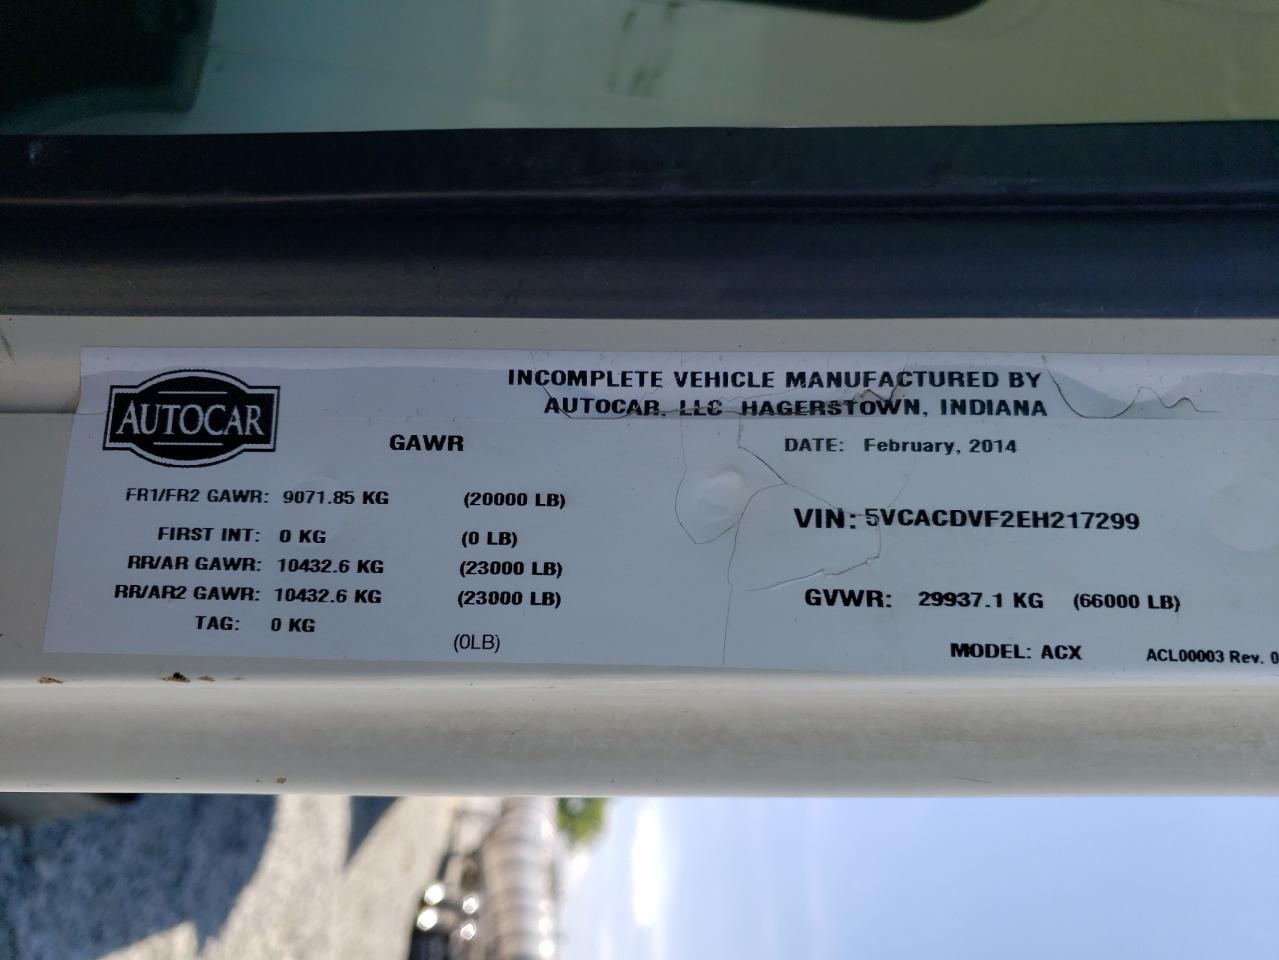 AUTOCAR
INCOMPLETE VEHICLE MANUFACTURED BY
AUTOCAR, LLC HAGERSTOWN, INDIANA
GAWR
DATE: February, 2014
FR1/FR2 GAWR: 9071.85 KG (20000 LB)
FIRST INT: 0 KG (0 LB)
RR/AR GAWR: 10432.6 KG (23000 LB)
RR/AR2 GAWR: 10432.6 KG (23000 LB)
TAG: 0 KG (0LB)
VIN: 5VCACDVF2EH217299
GVWR: 29937.1 KG (66000 LB)
MODEL: ACX ACL00003 Rev. 0